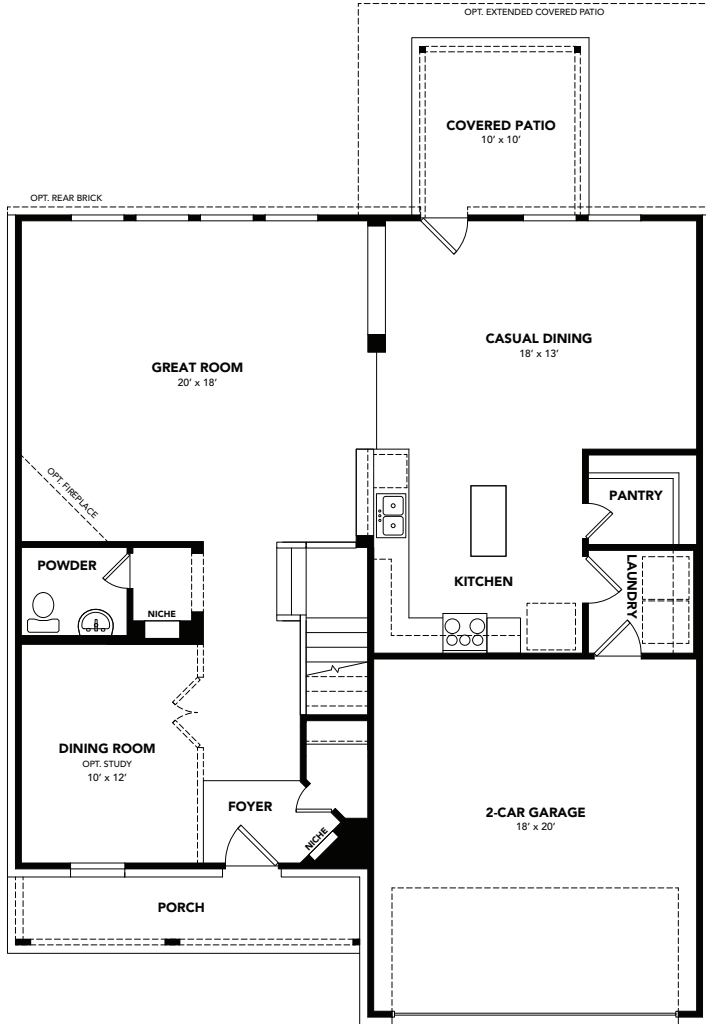 OPT. EXTENDED COVERED PATIO
COVERED PATIO
10' x 10'
OPT. REAR BRICK
CASUAL DINING
18' x 13'
GREAT ROOM
20' x 18'
OPT. FIREPLACE
PANTRY
POWDER
KITCHEN
LAUNDRY
NICHE
DINING ROOM
OPT. STUDY
10' x 12'
FOYER
2-CAR GARAGE
18' x 20'
NICHE
PORCH